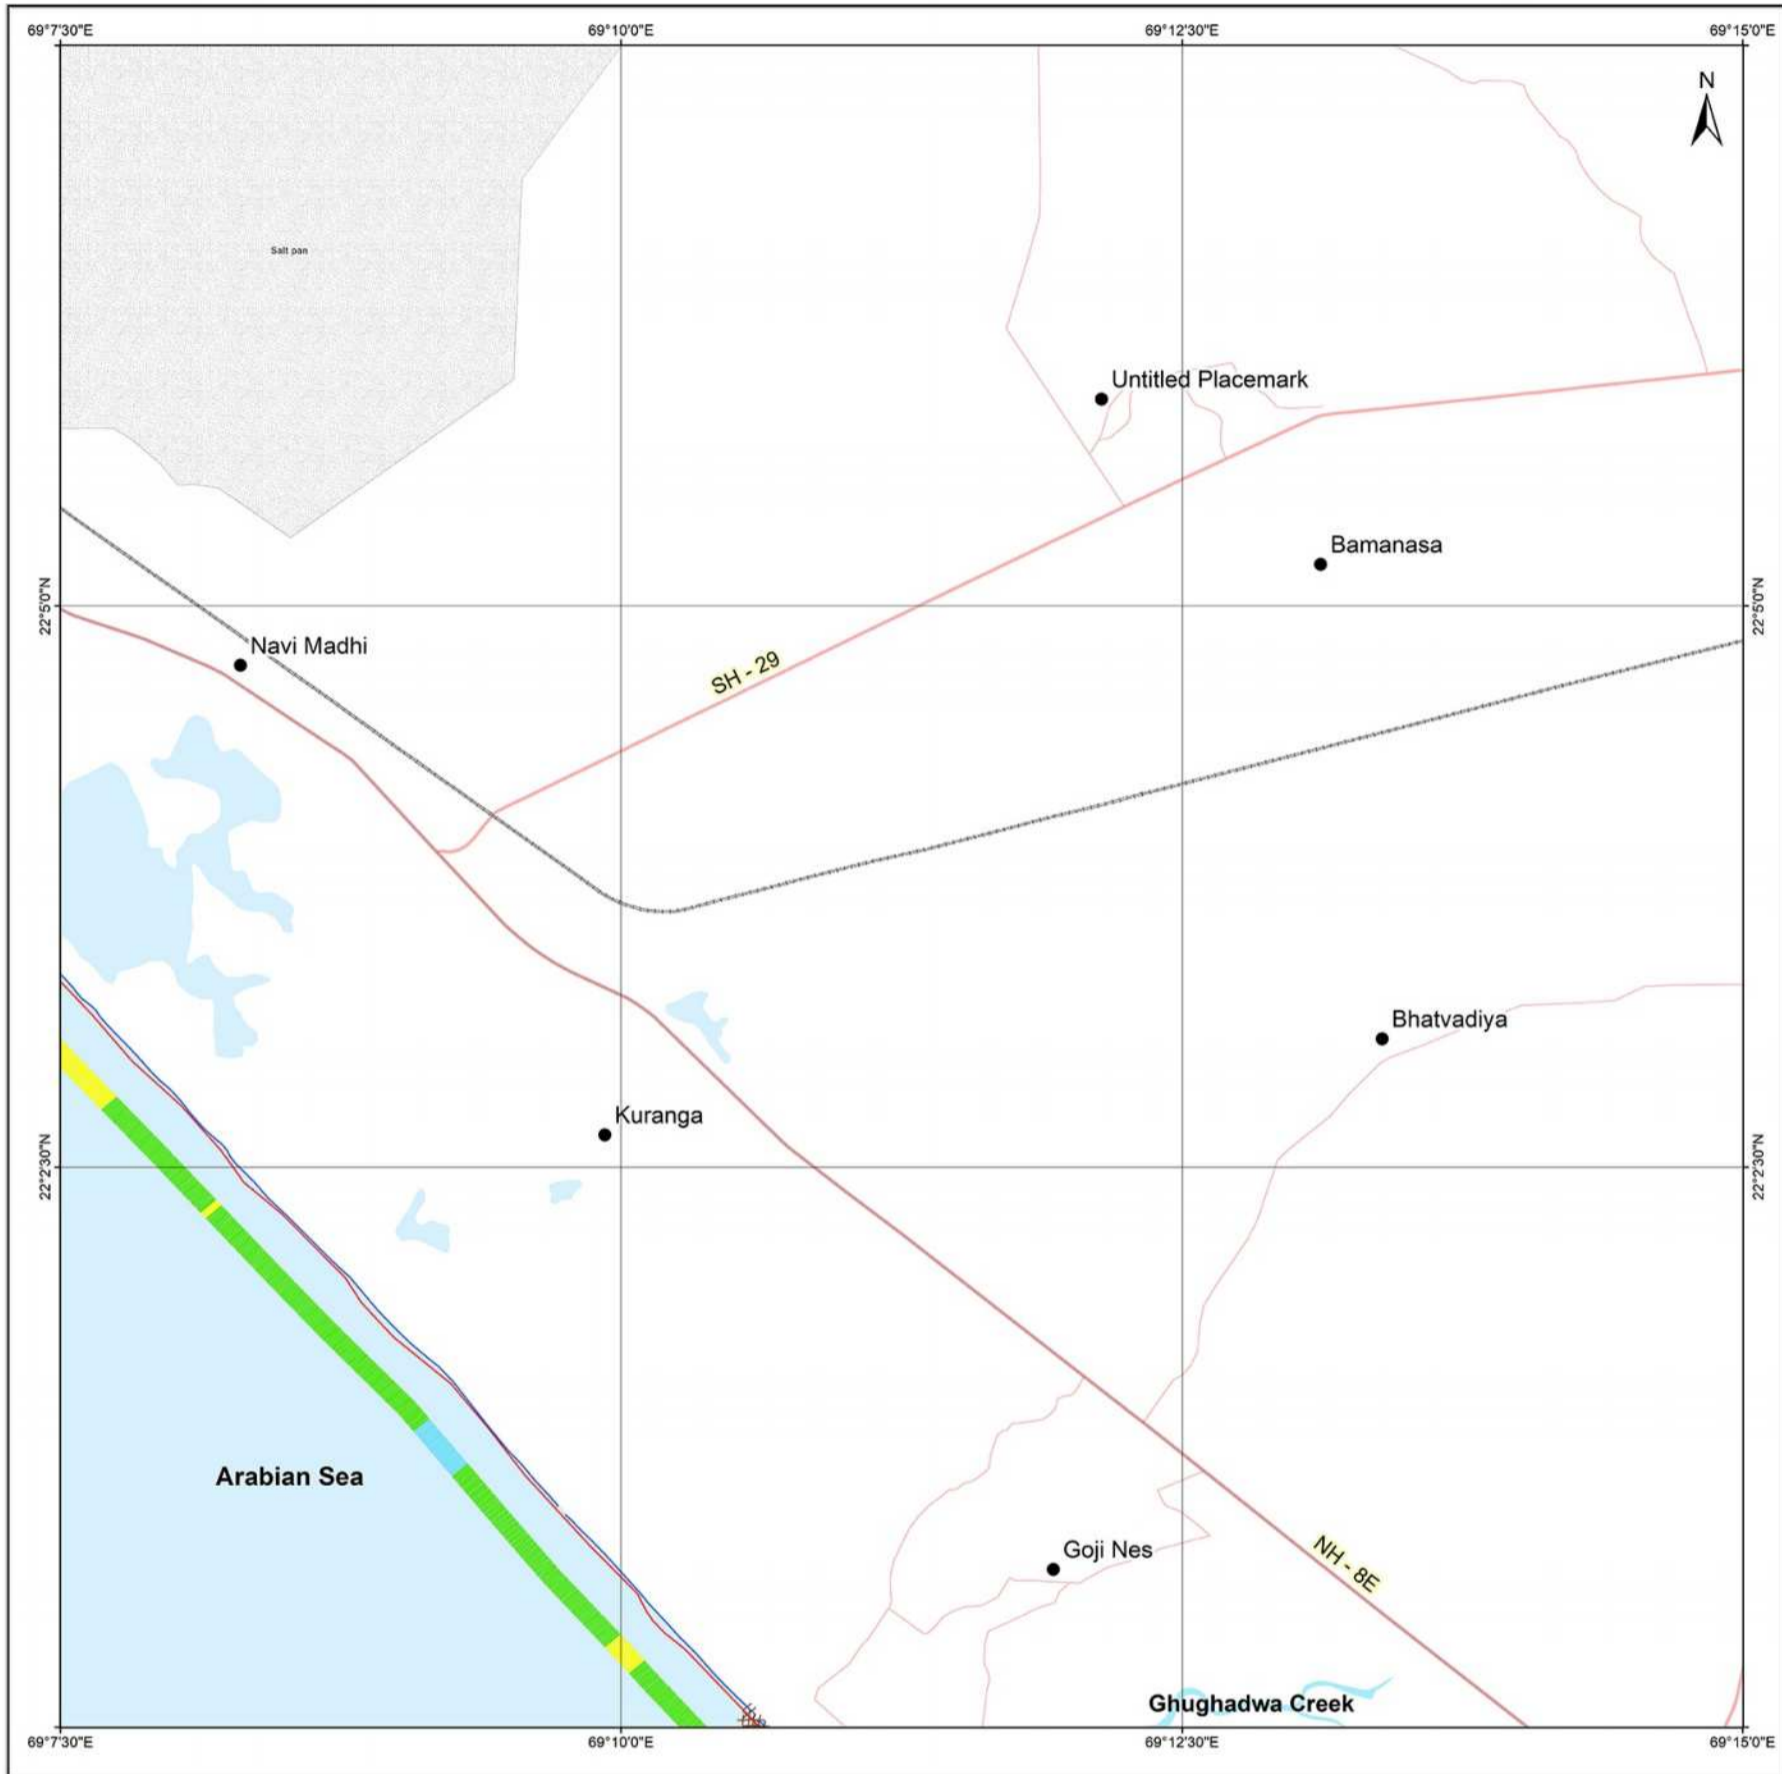 69°7'30"E
69°10'0"E
69°12'30"E
69°15'0"E
N
Salt pan
Untitled Placemark
Bamanasa
22°5'0"N
22°5'0"N
Navi Madhi
SH - 29
Bhatvadiya
Kuranga
22°2'30"N
22°2'30"N
Arabian Sea
Goji Nes
NH - 8E
Ghughadwa Creek
69°7'30"E
69°10'0"E
69°12'30"E
69°15'0"E